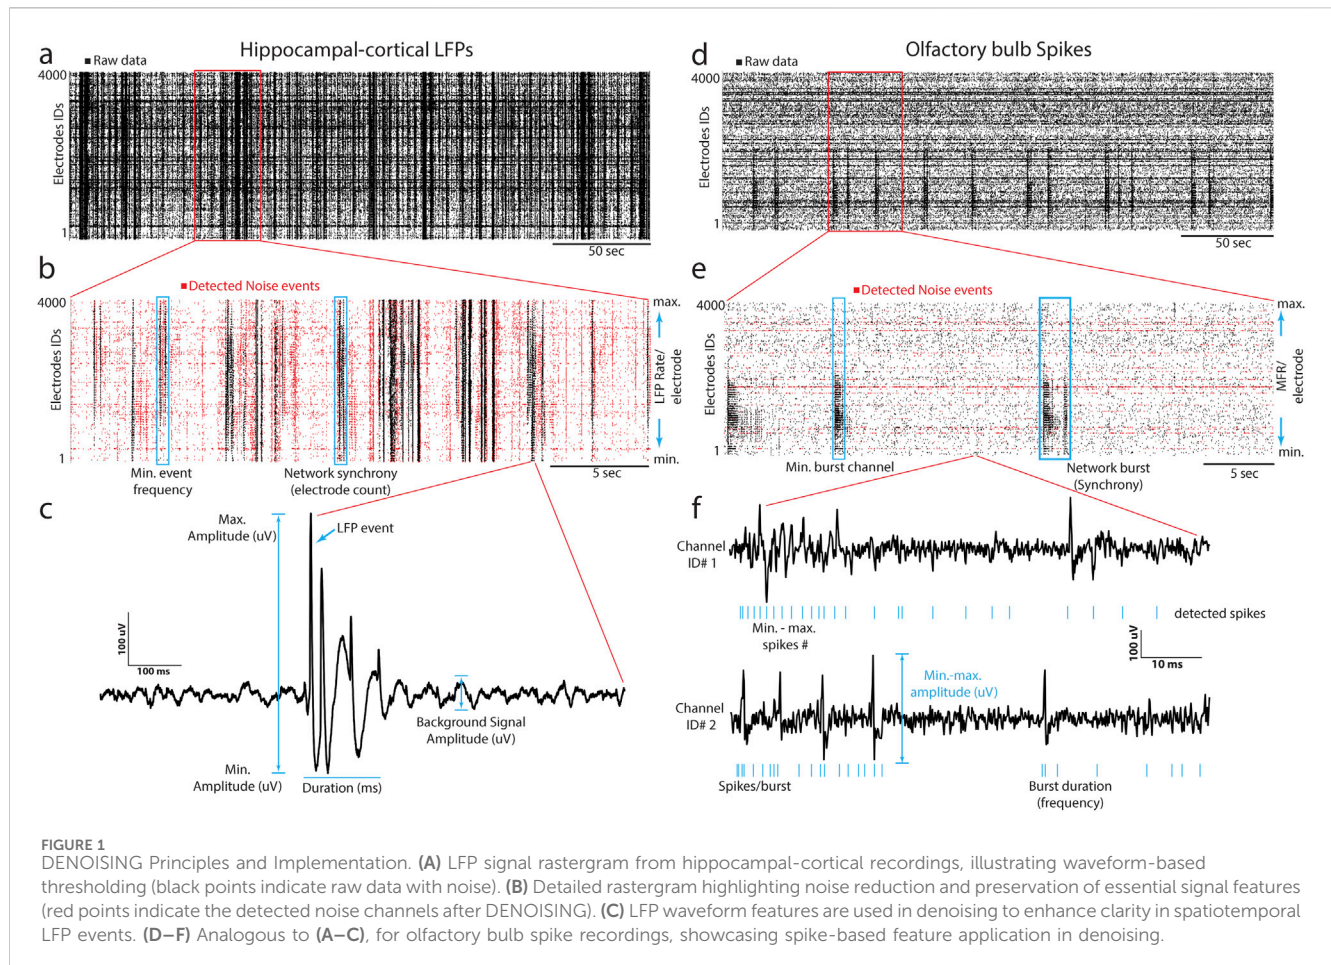 a
Hippocampal-cortical LFPs
■ Raw data
4000
Electrodes IDs
1
50 sec
b
■ Detected Noise events
4000
Electrodes IDs
1
max.
LFP Rate/
electrode
min.
Min. event
frequency
Network synchrony
(electrode count)
5 sec
c
Max.
Amplitude (uV)
LFP event
100 uV
100 ms
Background Signal
Amplitude (uV)
Min.
Amplitude (uV)
Duration (ms)
d
Olfactory bulb Spikes
■ Raw data
4000
Electrodes IDs
1
50 sec
e
■ Detected Noise events
4000
Electrodes IDs
1
max.
MFR/
electrode
min.
Min. burst channel
Network burst
(Synchrony)
5 sec
f
Channel
ID# 1
detected spikes
Min. - max.
spikes #
100 uV
10 ms
Min.-max.
amplitude (uV)
Channel
ID# 2
Spikes/burst
Burst duration
(frequency)
FIGURE 1
DENOISING Principles and Implementation. (A) LFP signal rastergram from hippocampal-cortical recordings, illustrating waveform-based
thresholding (black points indicate raw data with noise). (B) Detailed rastergram highlighting noise reduction and preservation of essential signal features
(red points indicate the detected noise channels after DENOISING). (C) LFP waveform features are used in denoising to enhance clarity in spatiotemporal
LFP events. (D–F) Analogous to (A–C), for olfactory bulb spike recordings, showcasing spike-based feature application in denoising.